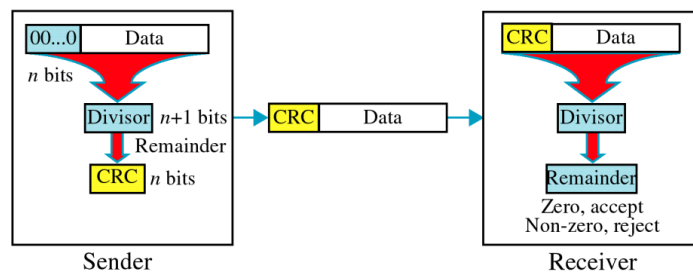 00...0 Data
n bits
Divisor n+1 bits
Remainder
CRC n bits
Sender
CRC Data
CRC Data
Divisor
Remainder
Zero, accept
Non-zero, reject
Receiver